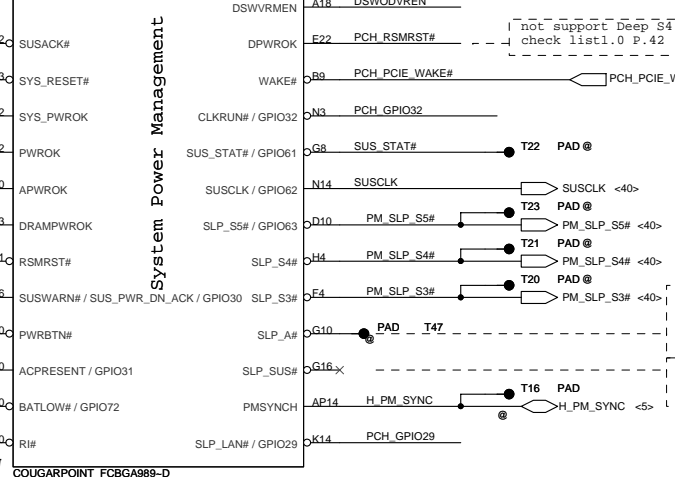 DSWVRMEN A18 DSWODVREN
not support Deep S4
SUSACK# DPWROK E22 PCH_RSMRST# check list1.0 P.42
SYS_RESET# WAKE# B9 PCH_PCIE_WAKE# PCH_PCIE_W
SYS_PWROK CLKRUN# / GPIO32 N3 PCH_GPIO32
PWROK SUS_STAT# / GPIO61 G8 SUS_STAT# T22 PAD @
APWROK SUSCLK / GPIO62 N14 SUSCLK SUSCLK <40>
T23 PAD @
DRAMPWROK SLP_S5# / GPIO63 D10 PM_SLP_S5# PM_SLP_S5# <40>
T21 PAD @
RSMRST# SLP_S4# H4 PM_SLP_S4# PM_SLP_S4# <40>
T20 PAD @
SUSWARN# / SUS_PWR_DN_ACK / GPIO30 SLP_S3# F4 PM_SLP_S3# PM_SLP_S3# <40>
PWRBTN# SLP_A# G10 PAD T47
@
ACPRESENT / GPIO31 SLP_SUS# G16
T16 PAD
BATLOW# / GPIO72 PMSYNCH AP14 H_PM_SYNC H_PM_SYNC <5>
@
RI# SLP_LAN# / GPIO29 K14 PCH_GPIO29
COUGARPOINT_FCBGA989~D
System Power Management